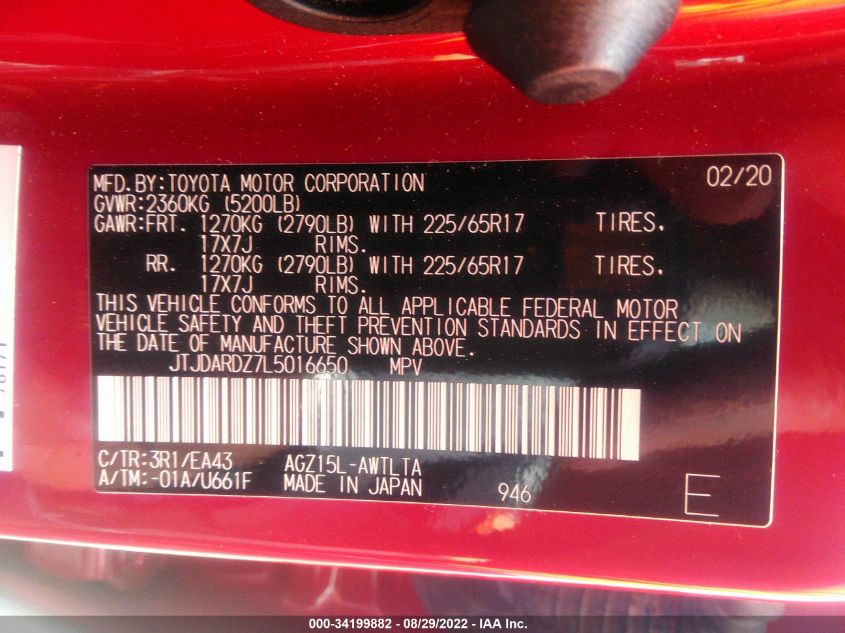 MFD.BY:TOYOTA MOTOR CORPORATION 02/20
GVWR:2360KG (5200LB)
GAWR:FRT. 1270KG (2790LB) WITH 225/65R17 TIRES.
17X7J RIMS.
RR. 1270KG (2790LB) WITH 225/65R17 TIRES.
17X7J RIMS.
THIS VEHICLE CONFORMS TO ALL APPLICABLE FEDERAL MOTOR
VEHICLE SAFETY AND THEFT PREVENTION STANDARDS IN EFFECT ON
THE DATE OF MANUFACTURE SHOWN ABOVE.
JTJDARDZ7L5016650 MPV
C/TR:3R1/EA43 AGZ15L-AWTLTA
A/TM:-01A/U661F MADE IN JAPAN 946 E
000-34199882 - 08/29/2022 - IAA Inc.